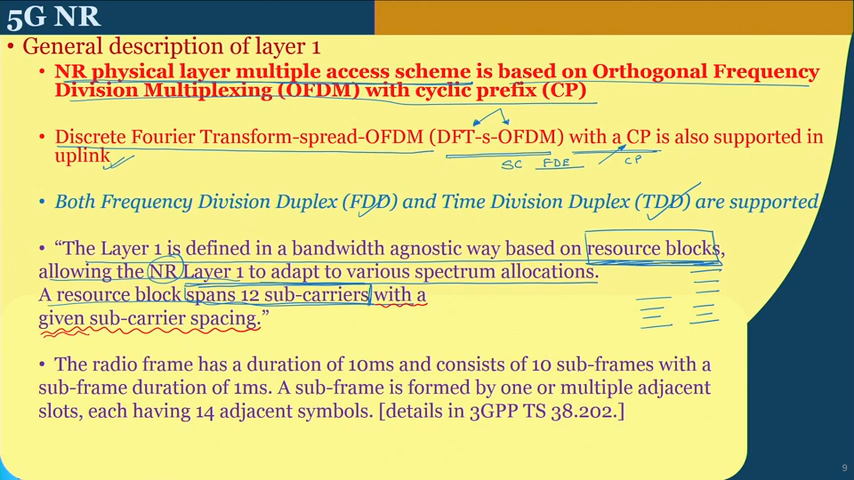 5G NR
• General description of layer 1
• NR physical layer multiple access scheme is based on Orthogonal Frequency
Division Multiplexing (OFDM) with cyclic prefix (CP)
• Discrete Fourier Transform-spread-OFDM (DFT-s-OFDM) with a CP is also supported in
uplink
SC FDE CP
• Both Frequency Division Duplex (FDD) and Time Division Duplex (TDD) are supported
• “The Layer 1 is defined in a bandwidth agnostic way based on resource blocks,
allowing the NR Layer 1 to adapt to various spectrum allocations.
A resource block spans 12 sub-carriers with a
given sub-carrier spacing.”
• The radio frame has a duration of 10ms and consists of 10 sub-frames with a
sub-frame duration of 1ms. A sub-frame is formed by one or multiple adjacent
slots, each having 14 adjacent symbols. [details in 3GPP TS 38.202.]
9